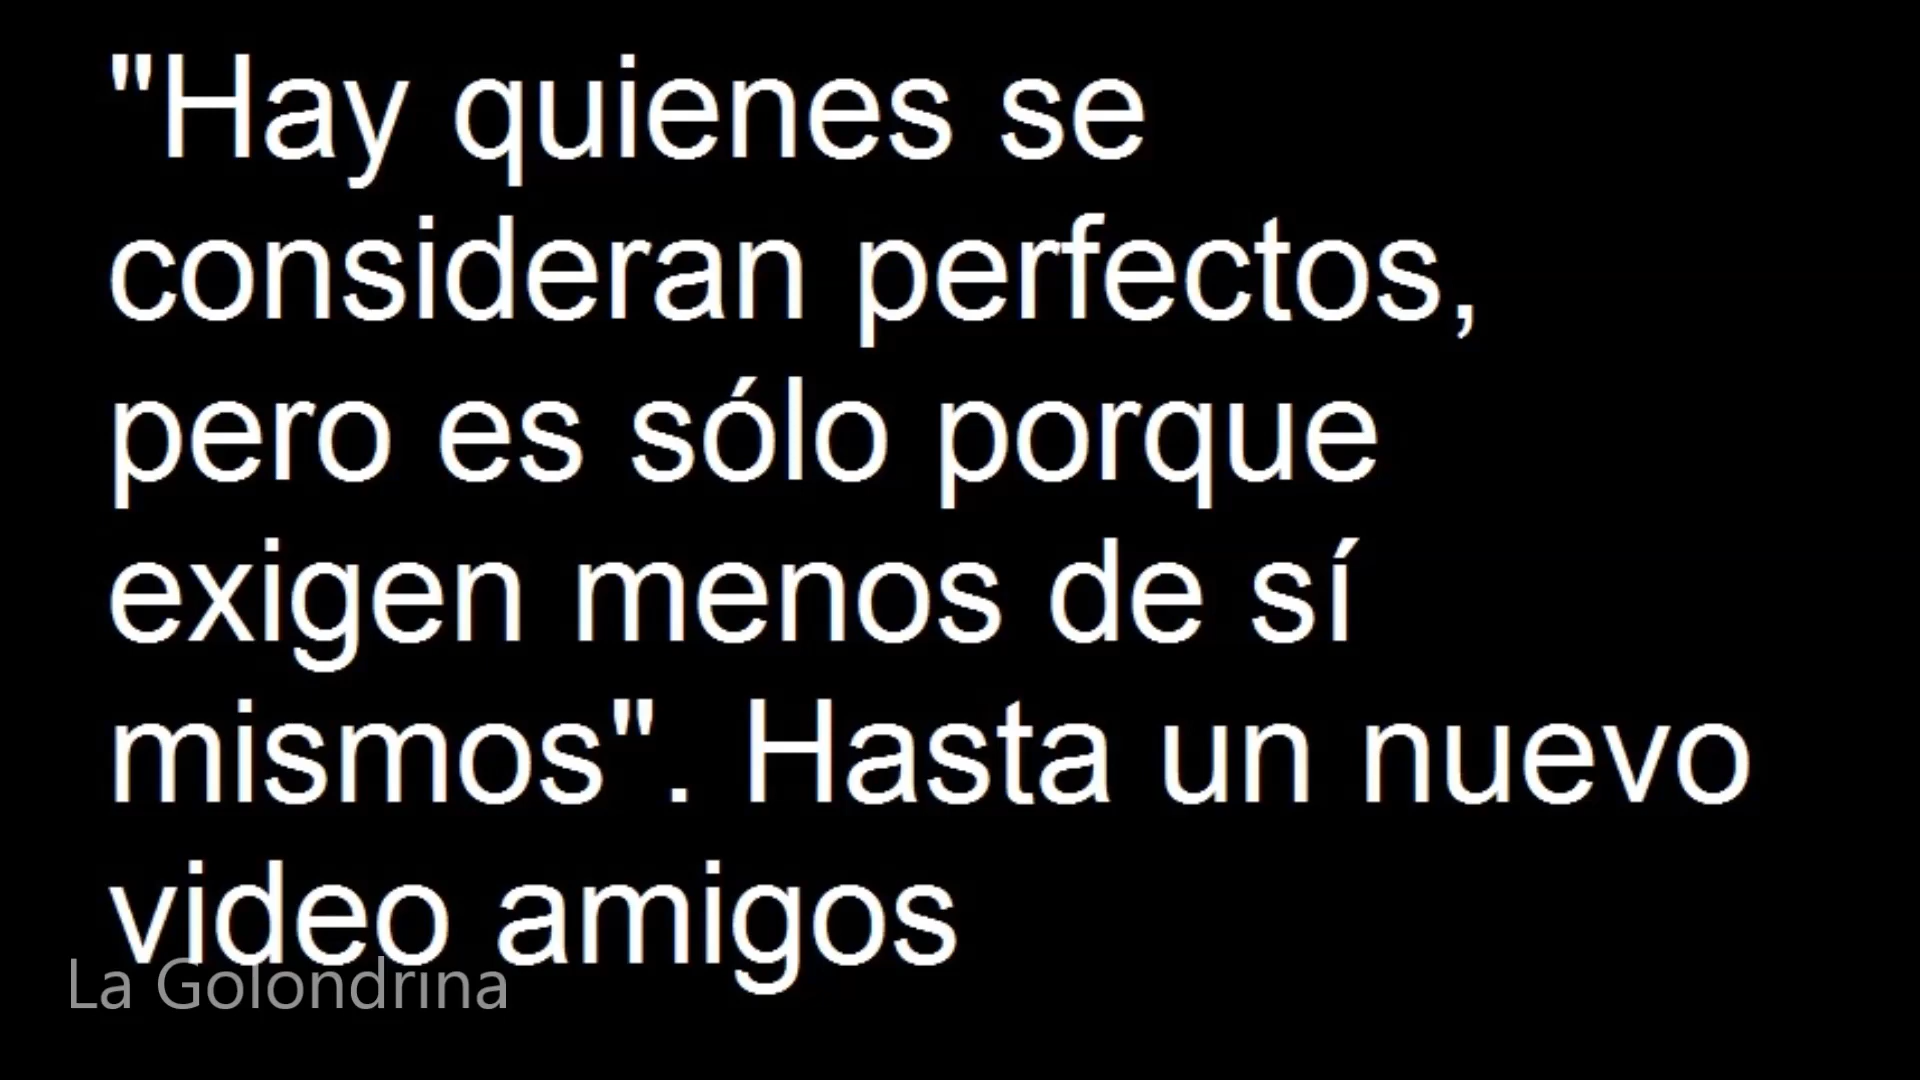 "Hay quienes se
consideran perfectos,
pero es sólo porque
exigen menos de sí
mismos". Hasta un nuevo
video amigos
La Golondrina